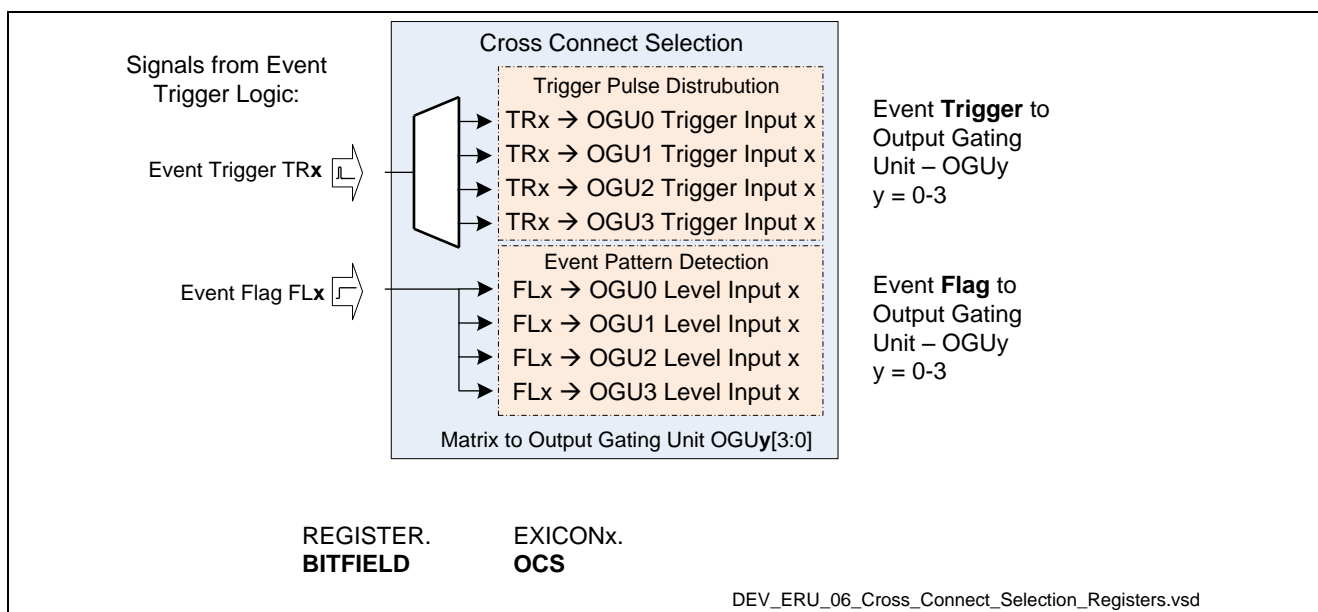 Cross Connect Selection
Signals from Event
Trigger Logic:
Trigger Pulse Distrubution
TRx → OGU0 Trigger Input x
TRx → OGU1 Trigger Input x
TRx → OGU2 Trigger Input x
TRx → OGU3 Trigger Input x
Event Trigger TRx
Event Trigger to
Output Gating
Unit – OGUy
y = 0-3
Event Pattern Detection
FLx → OGU0 Level Input x
FLx → OGU1 Level Input x
FLx → OGU2 Level Input x
FLx → OGU3 Level Input x
Event Flag FLx
Event Flag to
Output Gating
Unit – OGUy
y = 0-3
Matrix to Output Gating Unit OGUy[3:0]
REGISTER. EXICONx.
BITFIELD OCS
DEV_ERU_06_Cross_Connect_Selection_Registers.vsd